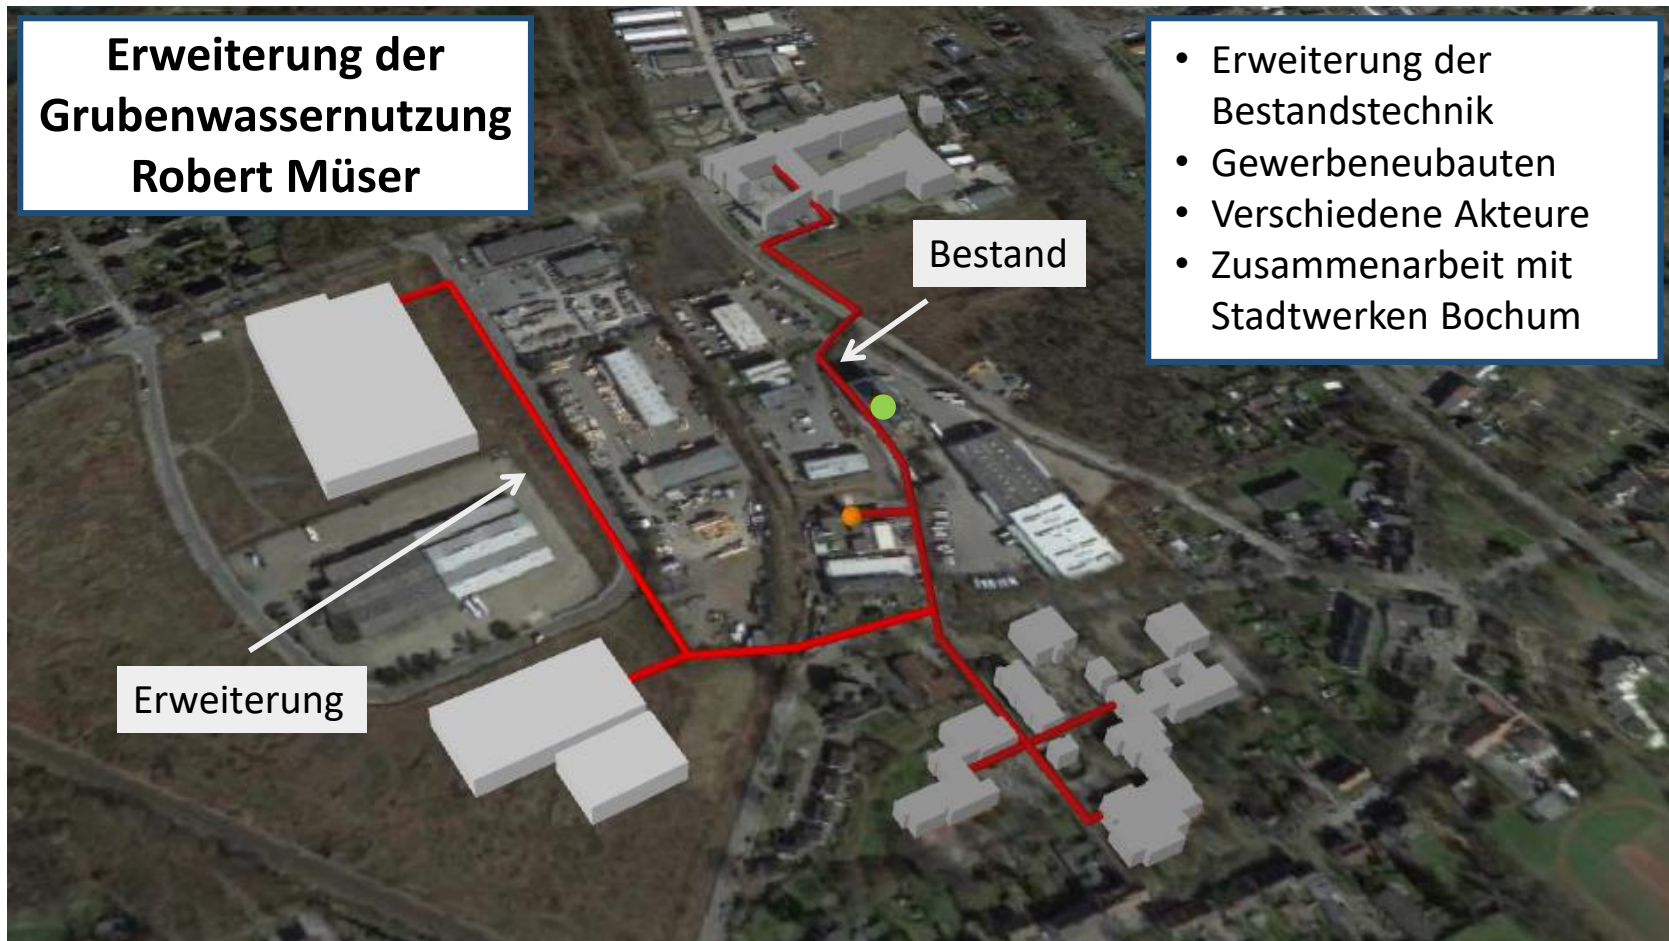 Erweiterung der
Grubenwassernutzung
Robert Müser
• Erweiterung der
Bestandstechnik
• Gewerbeneubauten
• Verschiedene Akteure
• Zusammenarbeit mit
Stadtwerken Bochum
Bestand
Erweiterung